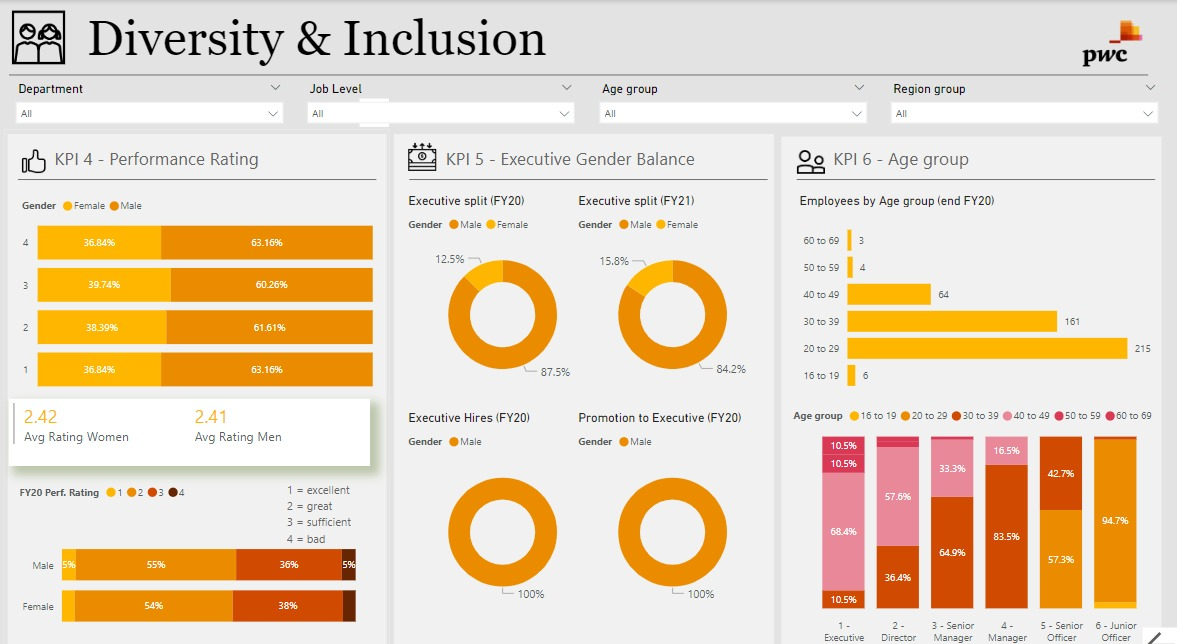 Diversity & Inclusion
pwc
Department
Job Level
Age group
Region group
All
All
All
All
KPI 4 - Performance Rating
Gender Female Male
4 36.84% 63.16%
3 39.74% 60.26%
2 38.39% 61.61%
1 36.84% 63.16%
2.42 2.41
Avg Rating Women Avg Rating Men
FY20 Perf. Rating 1 2 3 4
1 = excellent
2 = great
3 = sufficient
4 = bad
Male 5% 55% 36% 5%
Female 54% 38%
KPI 5 - Executive Gender Balance
Executive split (FY20)
Gender Male Female
12.5%
87.5%
Executive split (FY21)
Gender Male Female
15.8%
84.2%
Executive Hires (FY20)
Gender Male
100%
Promotion to Executive (FY20)
Gender Male
100%
KPI 6 - Age group
Employees by Age group (end FY20)
60 to 69 3
50 to 59 4
40 to 49 64
30 to 39 161
20 to 29 215
16 to 19 6
Age group 16 to 19 20 to 29 30 to 39 40 to 49 50 to 59 60 to 69
10.5%
10.5%
68.4%
10.5%
57.6%
36.4%
33.3%
64.9%
16.5%
83.5%
42.7%
57.3%
94.7%
1 -
Executive
2 -
Director
3 - Senior
Manager
4 -
Manager
5 - Senior
Officer
6 - Junior
Officer